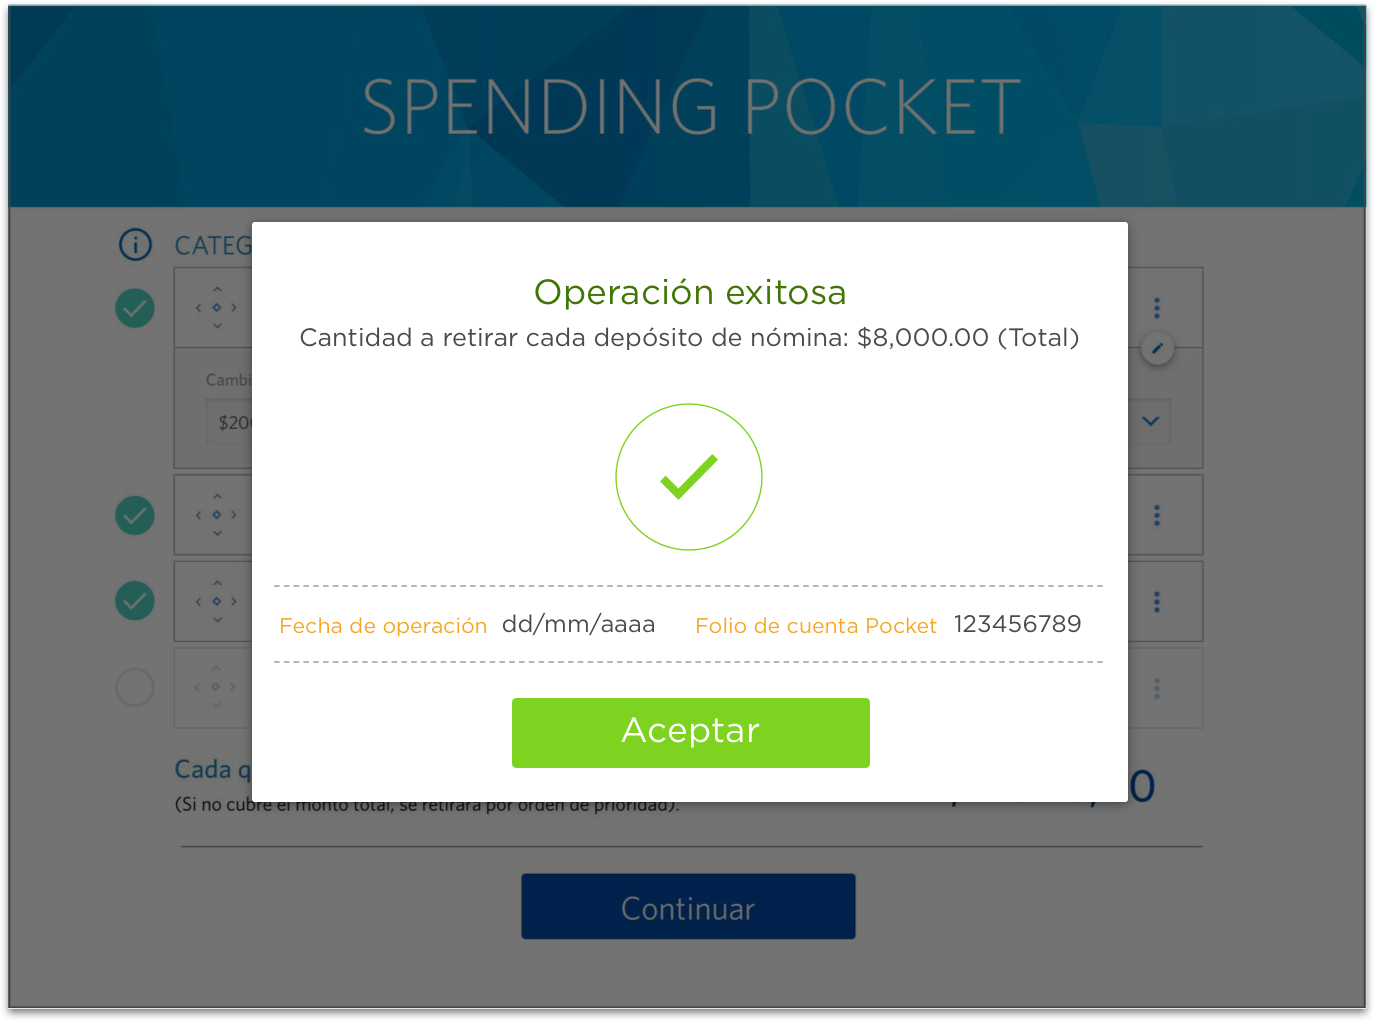 SPENDING POCKET
CATEG
Operación exitosa
Cantidad a retirar cada depósito de nómina: $8,000.00 (Total)
Cambi
$20
Fecha de operación dd/mm/aaaa Folio de cuenta Pocket 123456789
Aceptar
Cada q
(Si no cubre el monto total, se retirará por orden de prioridad).
0
Continuar